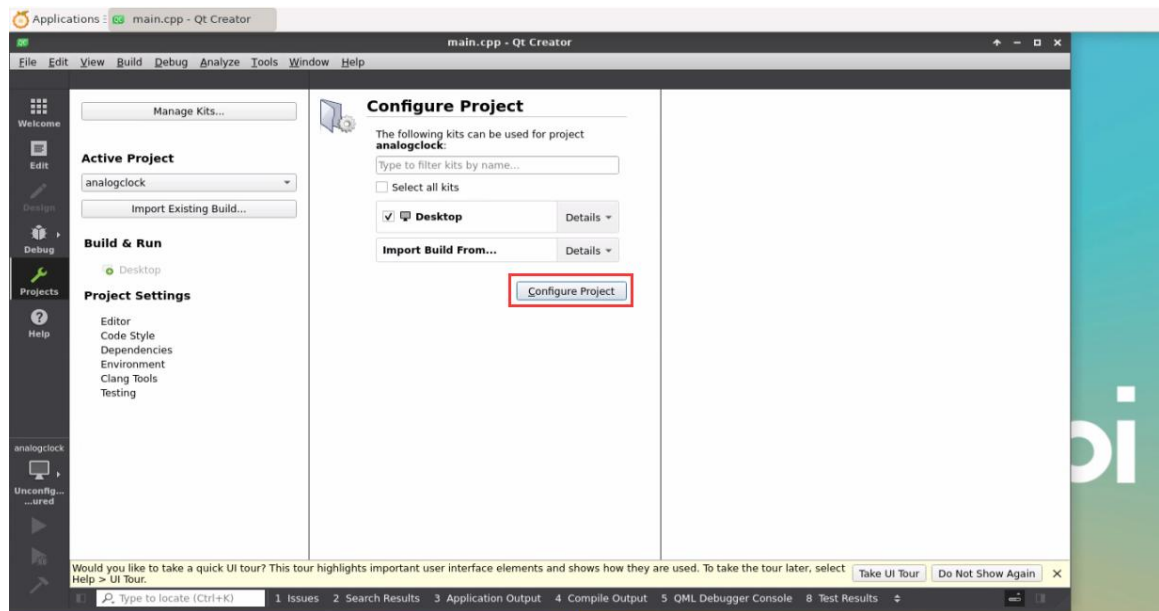 Applications
main.cpp - Qt Creator
main.cpp - Qt Creator
File Edit View Build Debug Analyze Tools Window Help
Welcome
Edit
Design
Debug
Projects
Help
analogclock
Unconfig...
...ured
Manage Kits...
Active Project
analogclock
Import Existing Build...
Build & Run
Desktop
Project Settings
Editor
Code Style
Dependencies
Environment
Clang Tools
Testing
Configure Project
The following kits can be used for project
analogclock:
Type to filter kits by name...
Select all kits
Desktop Details
Import Build From... Details
Configure Project
pi
Would you like to take a quick UI tour? This tour highlights important user interface elements and shows how they are used. To take the tour later, select
Help > UI Tour.
Take UI Tour Do Not Show Again
Type to locate (Ctrl+K) 1 Issues 2 Search Results 3 Application Output 4 Compile Output 5 QML Debugger Console 8 Test Results